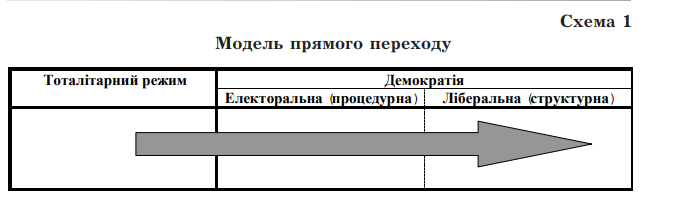 Схема 1
Модель прямого переходу
Тоталітарний режим
Демократія
Електоральна (процедурна)
Ліберальна (структурна)